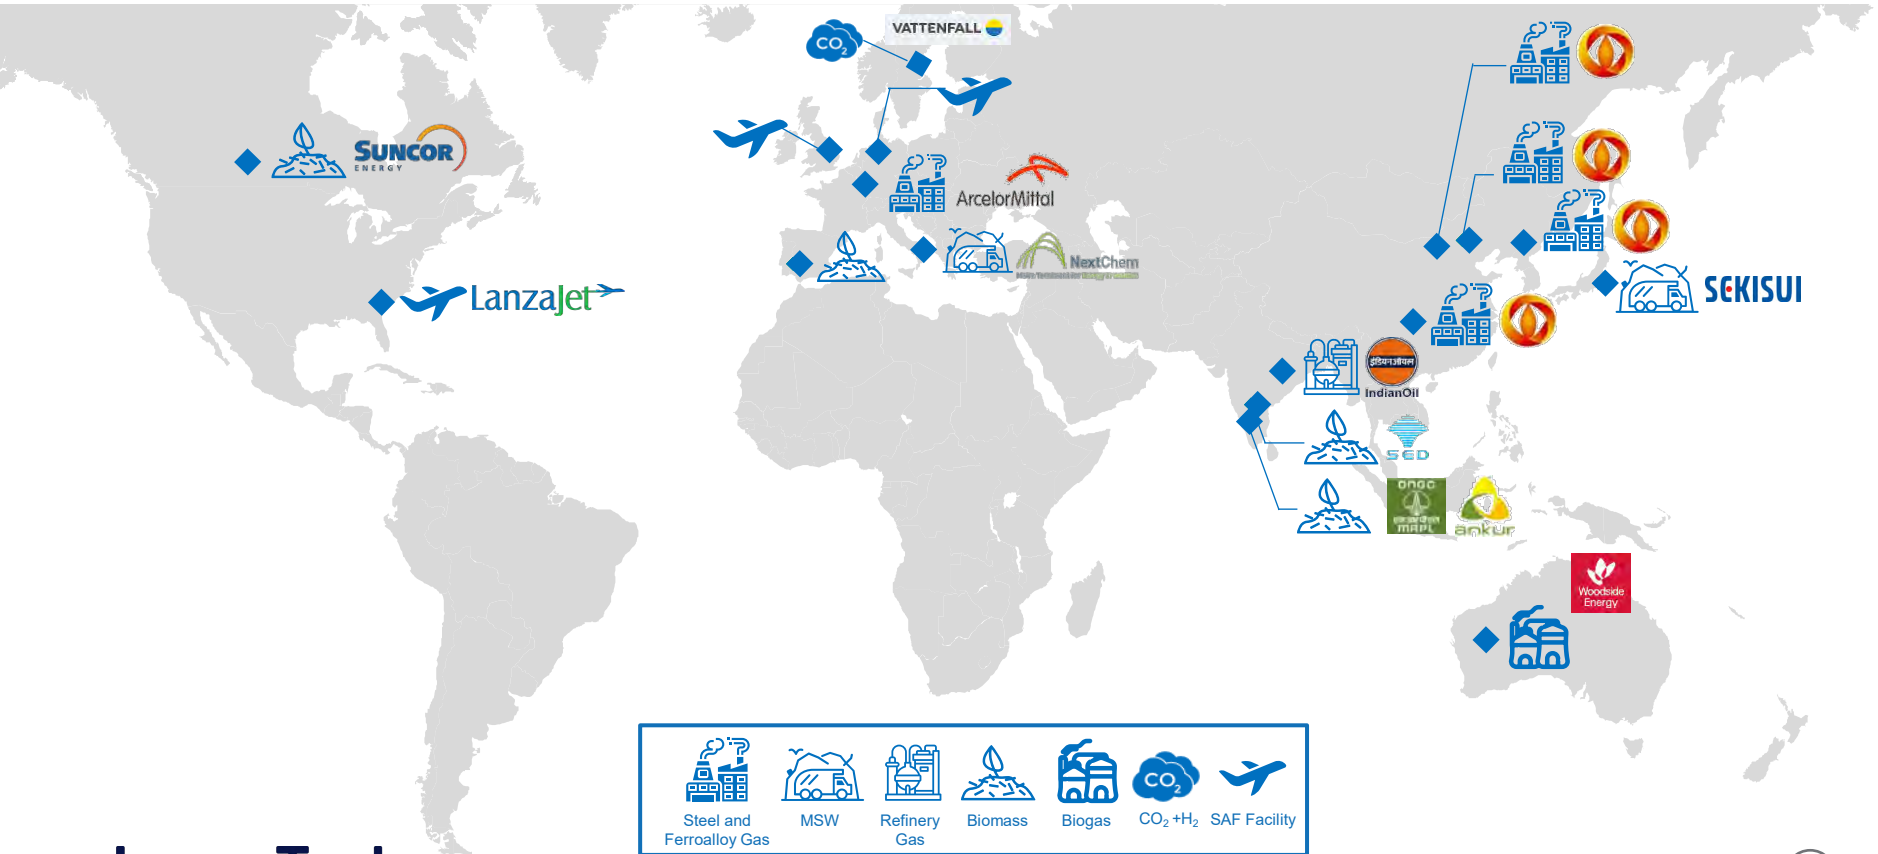 VATTENFALL
CO2
SUNCOR
ENERGY
ArcelorMittal
NextChem
LanzaJet
SEKISUI
इंडियनऑयल
IndianOil
SED
ONGC
MRPL
ankur
Woodside
Energy
CO2
Steel and
Ferroalloy Gas
MSW
Refinery
Gas
Biomass
Biogas
CO2 +H2
SAF Facility